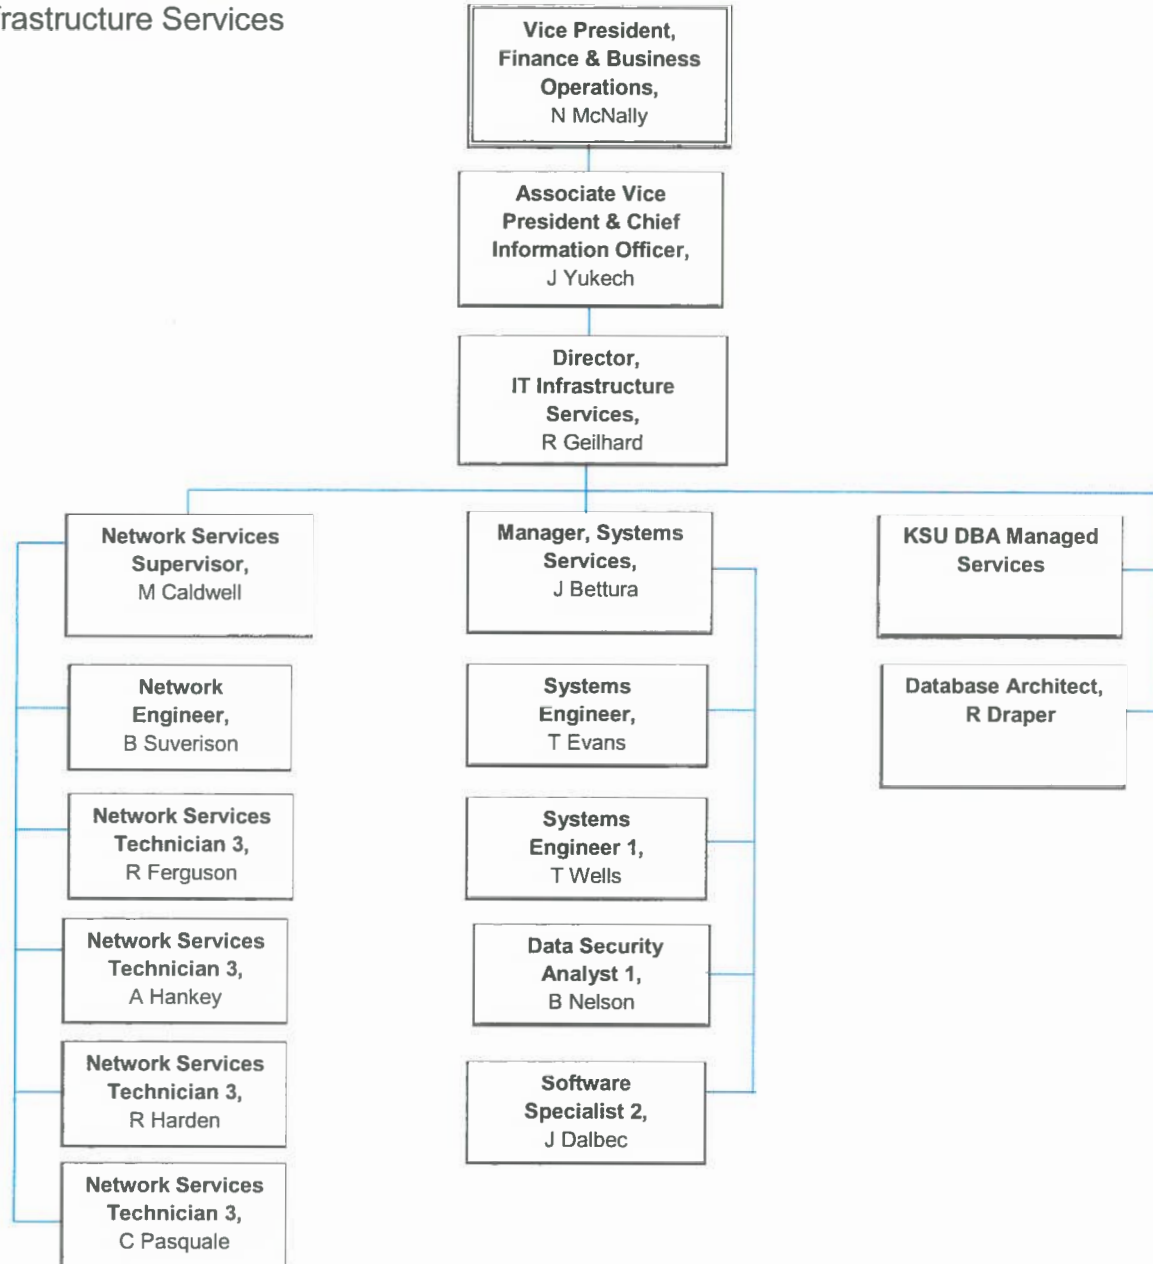 frastructure Services
Vice President,
Finance & Business
Operations,
N McNally
Associate Vice
President & Chief
Information Officer,
J Yukech
Director,
IT Infrastructure
Services,
R Geilhard
Network Services
Supervisor,
M Caldwell
Network
Engineer,
B Suverison
Network Services
Technician 3,
R Ferguson
Network Services
Technician 3,
A Hankey
Network Services
Technician 3,
R Harden
Network Services
Technician 3,
C Pasquale
Manager, Systems
Services,
J Bettura
Systems
Engineer,
T Evans
Systems
Engineer 1,
T Wells
Data Security
Analyst 1,
B Nelson
Software
Specialist 2,
J Dalbec
KSU DBA Managed
Services
Database Architect,
R Draper